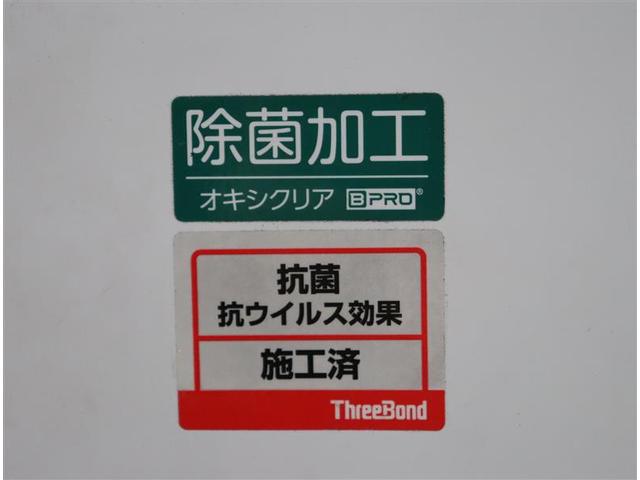 除菌加工
オキシクリア BPRO®
抗菌
抗ウイルス効果
施工済
ThreeBond